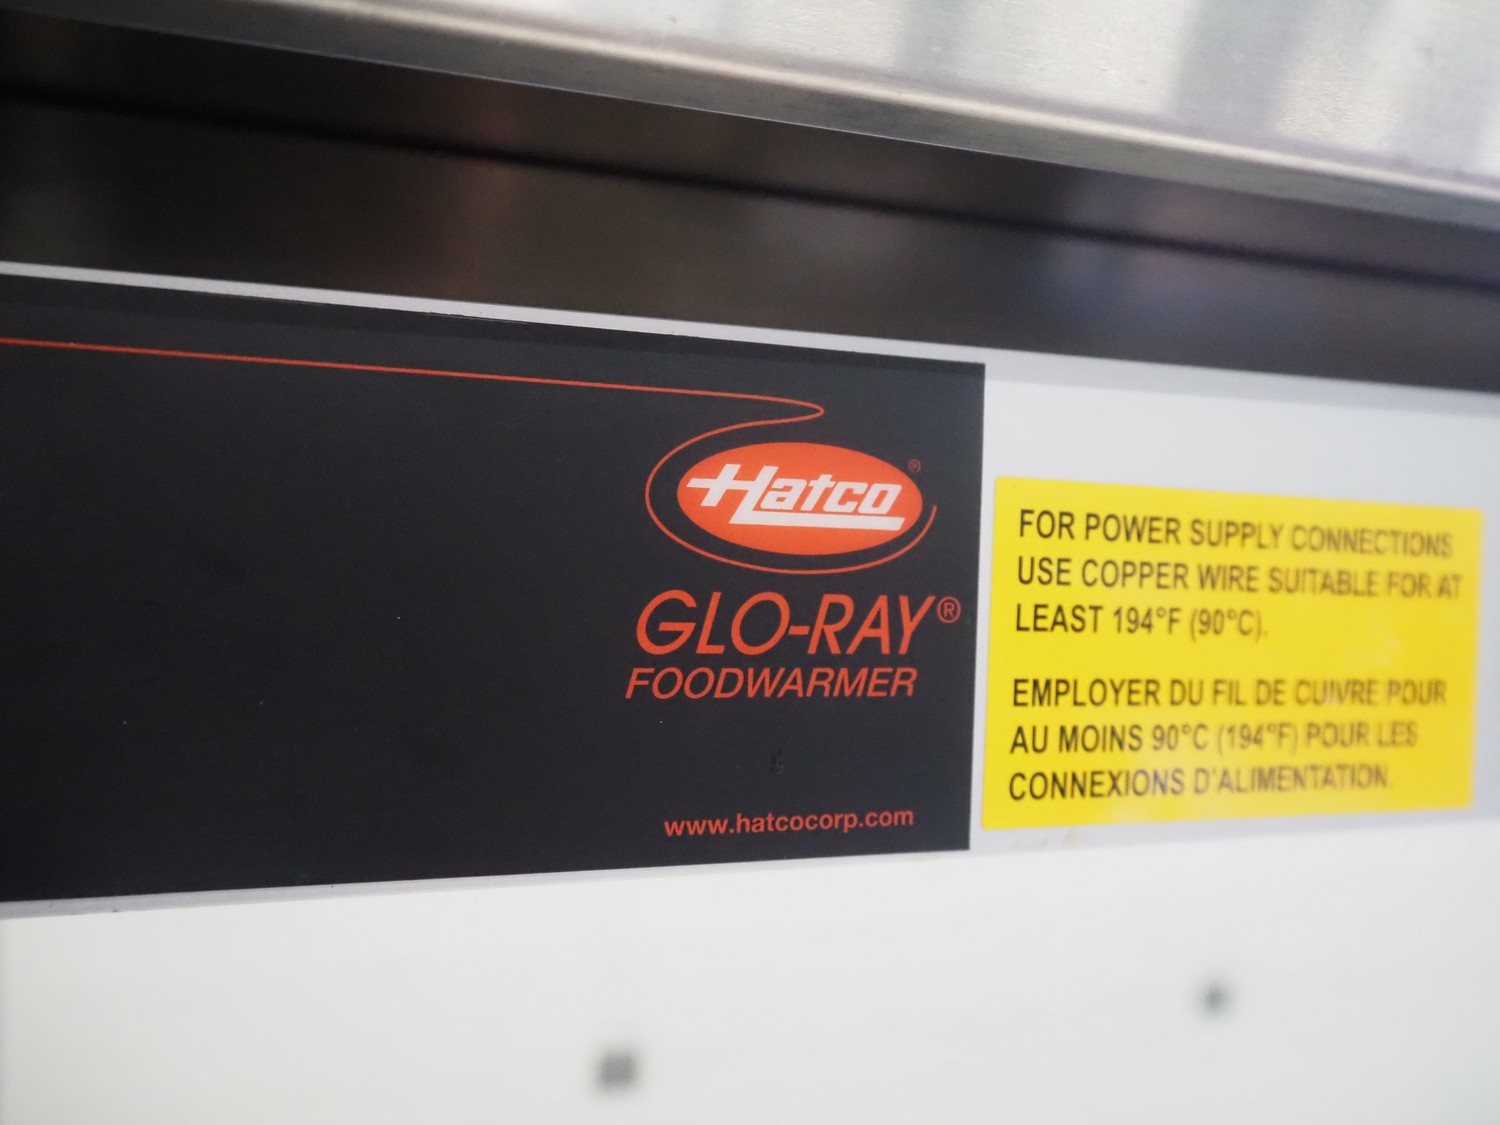 Hatco®
GLO-RAY®
FOODWARMER
www.hatcocorp.com
FOR POWER SUPPLY CONNECTIONS
USE COPPER WIRE SUITABLE FOR AT
LEAST 194°F (90°C).
EMPLOYER DU FIL DE CUIVRE POUR
AU MOINS 90°C (194°F) POUR LES
CONNEXIONS D'ALIMENTATION.